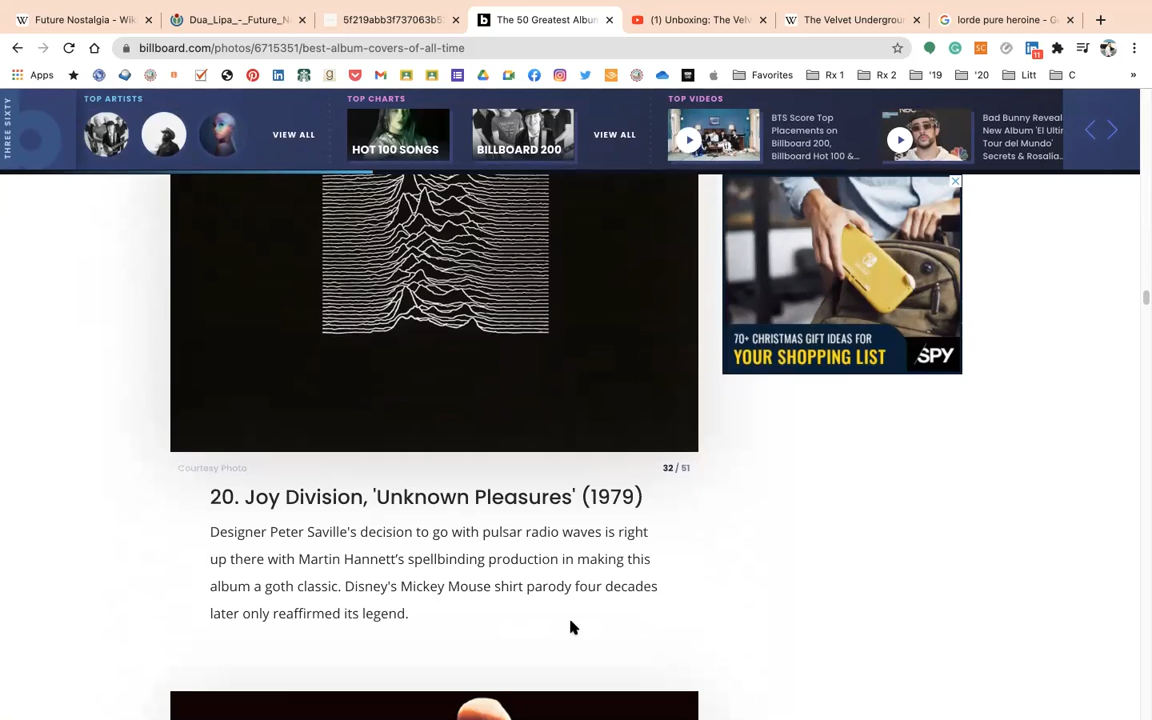 Future Nostalgia - Wik
Dua_Lipa_-_Future_N
5f219abb3f737063b5
The 50 Greatest Albu
(1) Unboxing: The Vel
The Velvet Undergroun
lorde pure heroine - G
billboard.com/photos/6715351/best-album-covers-of-all-time
11
Apps
Favorites
Rx 1
Rx 2
'19
'20
Litt
C
»
THREE SIXTY
TOP ARTISTS
VIEW ALL
TOP CHARTS
HOT 100 SONGS
BILLBOARD 200
VIEW ALL
TOP VIDEOS
BTS Score Top
Placements on
Billboard 200,
Billboard Hot 100 &...
NBC
Bad Bunny Reveal
New Album 'El Últi
Tour del Mundo'
Secrets & Rosalía..
70+ CHRISTMAS GIFT IDEAS FOR
YOUR SHOPPING LIST
SPY
Courtesy Photo
32 / 51
20. Joy Division, 'Unknown Pleasures' (1979)
Designer Peter Saville's decision to go with pulsar radio waves is right
up there with Martin Hannett's spellbinding production in making this
album a goth classic. Disney's Mickey Mouse shirt parody four decades
later only reaffirmed its legend.